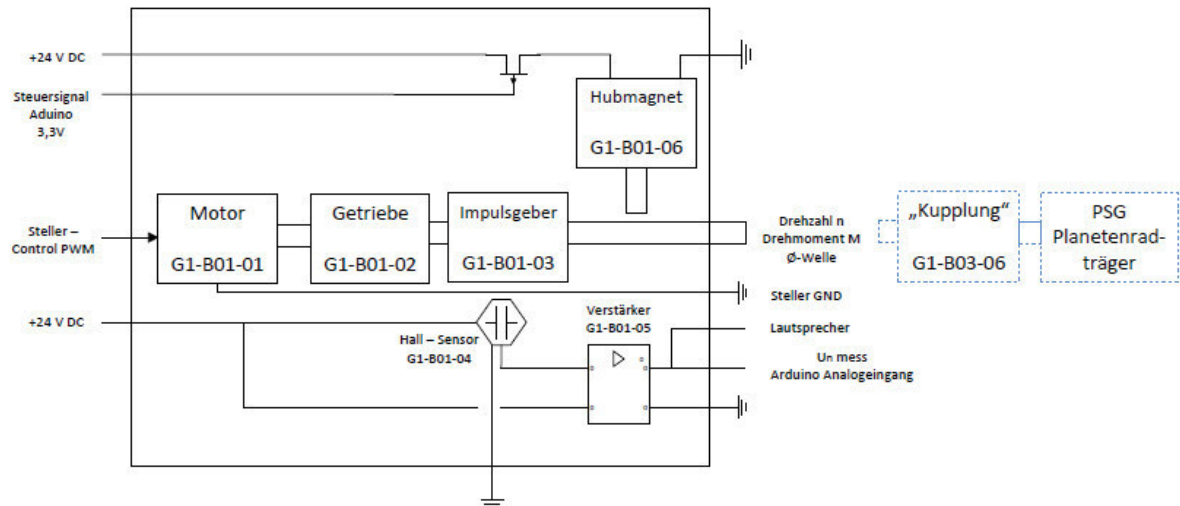 +24 V DC
Steuersignal
Aduino
3,3V
Hubmagnet
G1-B01-06
Steller –
Control PWM
Motor
G1-B01-01
Getriebe
G1-B01-02
Impulsgeber
G1-B01-03
Drehzahl n
Drehmoment M
Ø-Welle
„Kupplung“
G1-B03-06
PSG
Planetenrad-
träger
Steller GND
+24 V DC
Hall – Sensor
G1-B01-04
Verstärker
G1-B01-05
Lautsprecher
Un mess
Arduino Analogeingang